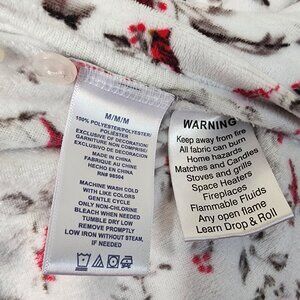 M/M/M
100% POLYESTER/POLYESTER/
POLIÉSTER
EXCLUSIVE OF DECORATION/
GARNITURE NON COMPRISE/
EXCLUSIVO DE DECORACIÓN
MADE IN CHINA
FABRIQUE AU CHINE
HECHO EN CHINA
RN# 98504
MACHINE WASH COLD
WITH LIKE COLORS
GENTLE CYCLE
ONLY NON-CHLORINE
BLEACH WHEN NEEDED
TUMBLE DRY LOW
REMOVE PROMPTLY
LOW IRON WITHOUT STEAM,
IF NEEDED
WARNING
Keep away from fire
All fabric can burn
Home hazards
Matches and Candles
Stoves and grills
Space Heaters
Fireplaces
Flammable Fluids
Any open flame
Learn Drop & Roll